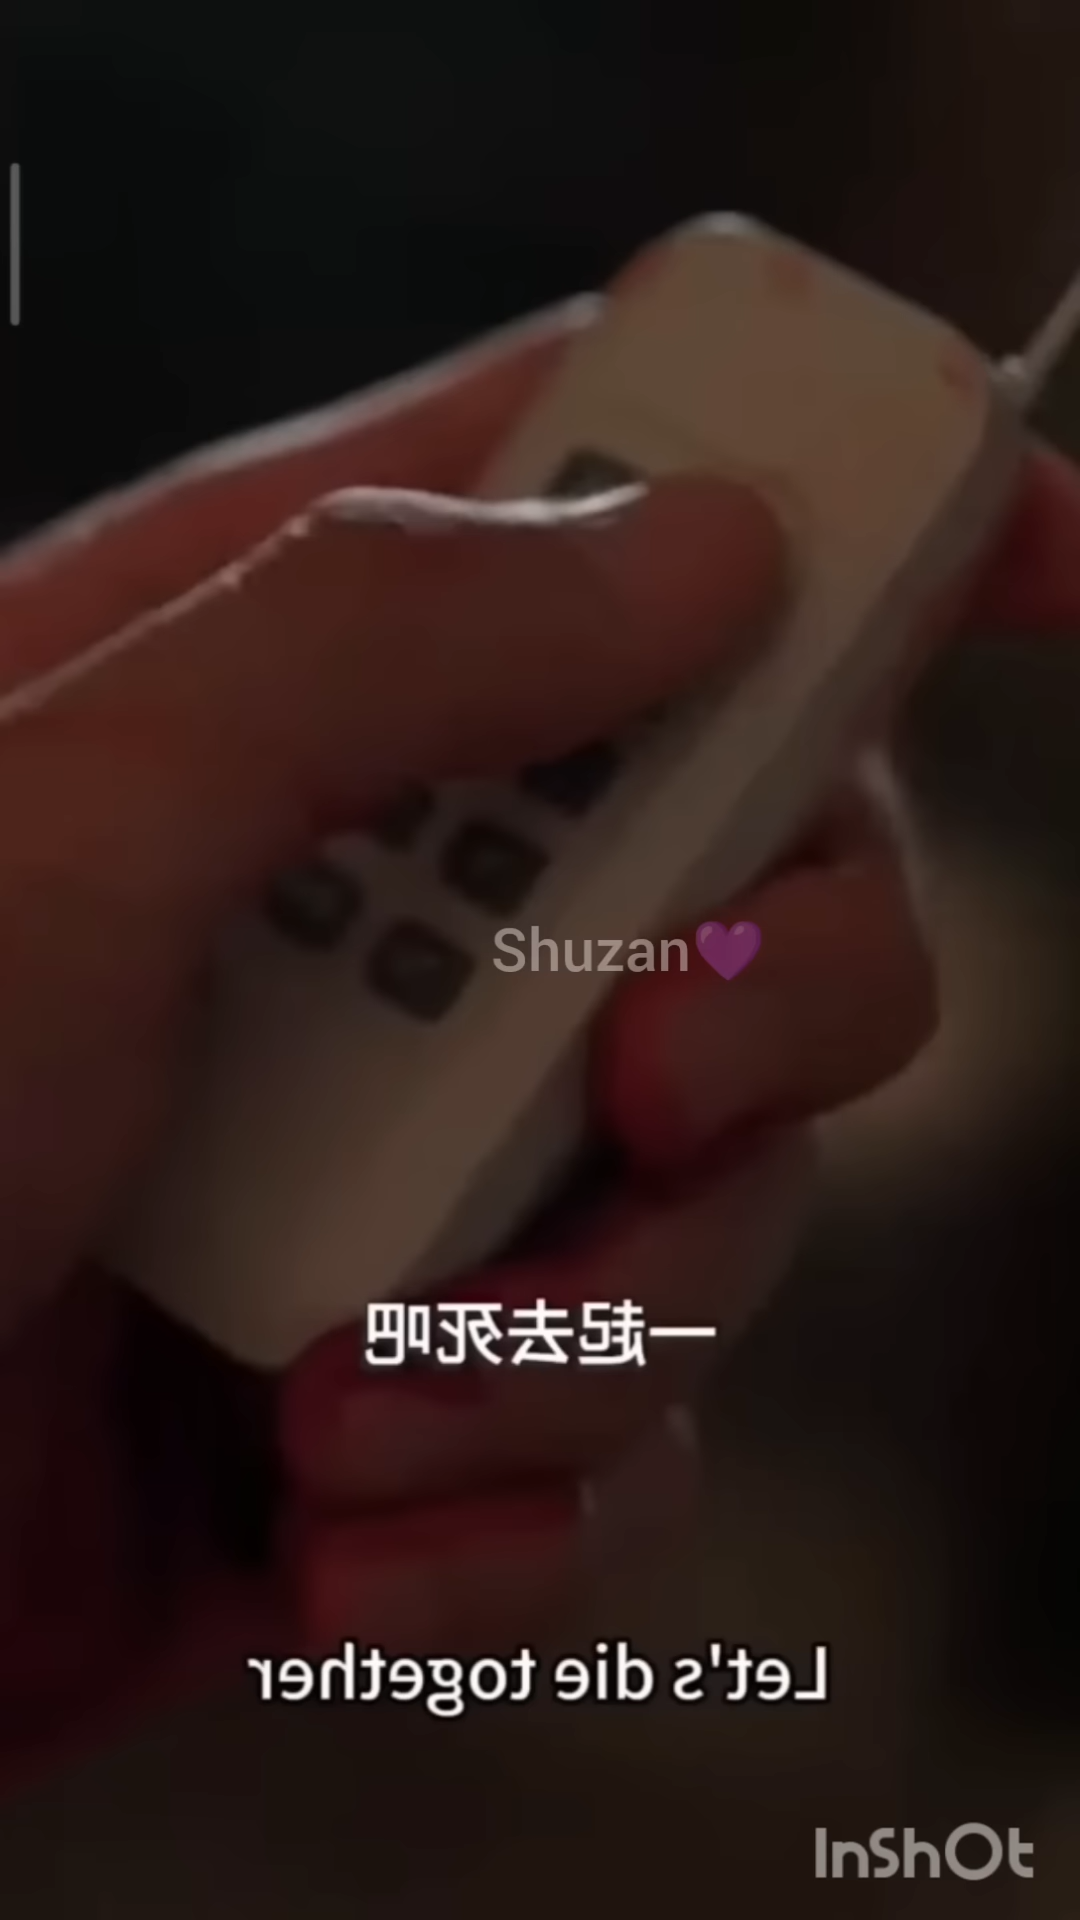 Shuzan💜
一起去死吧
Let's die together
InShOt